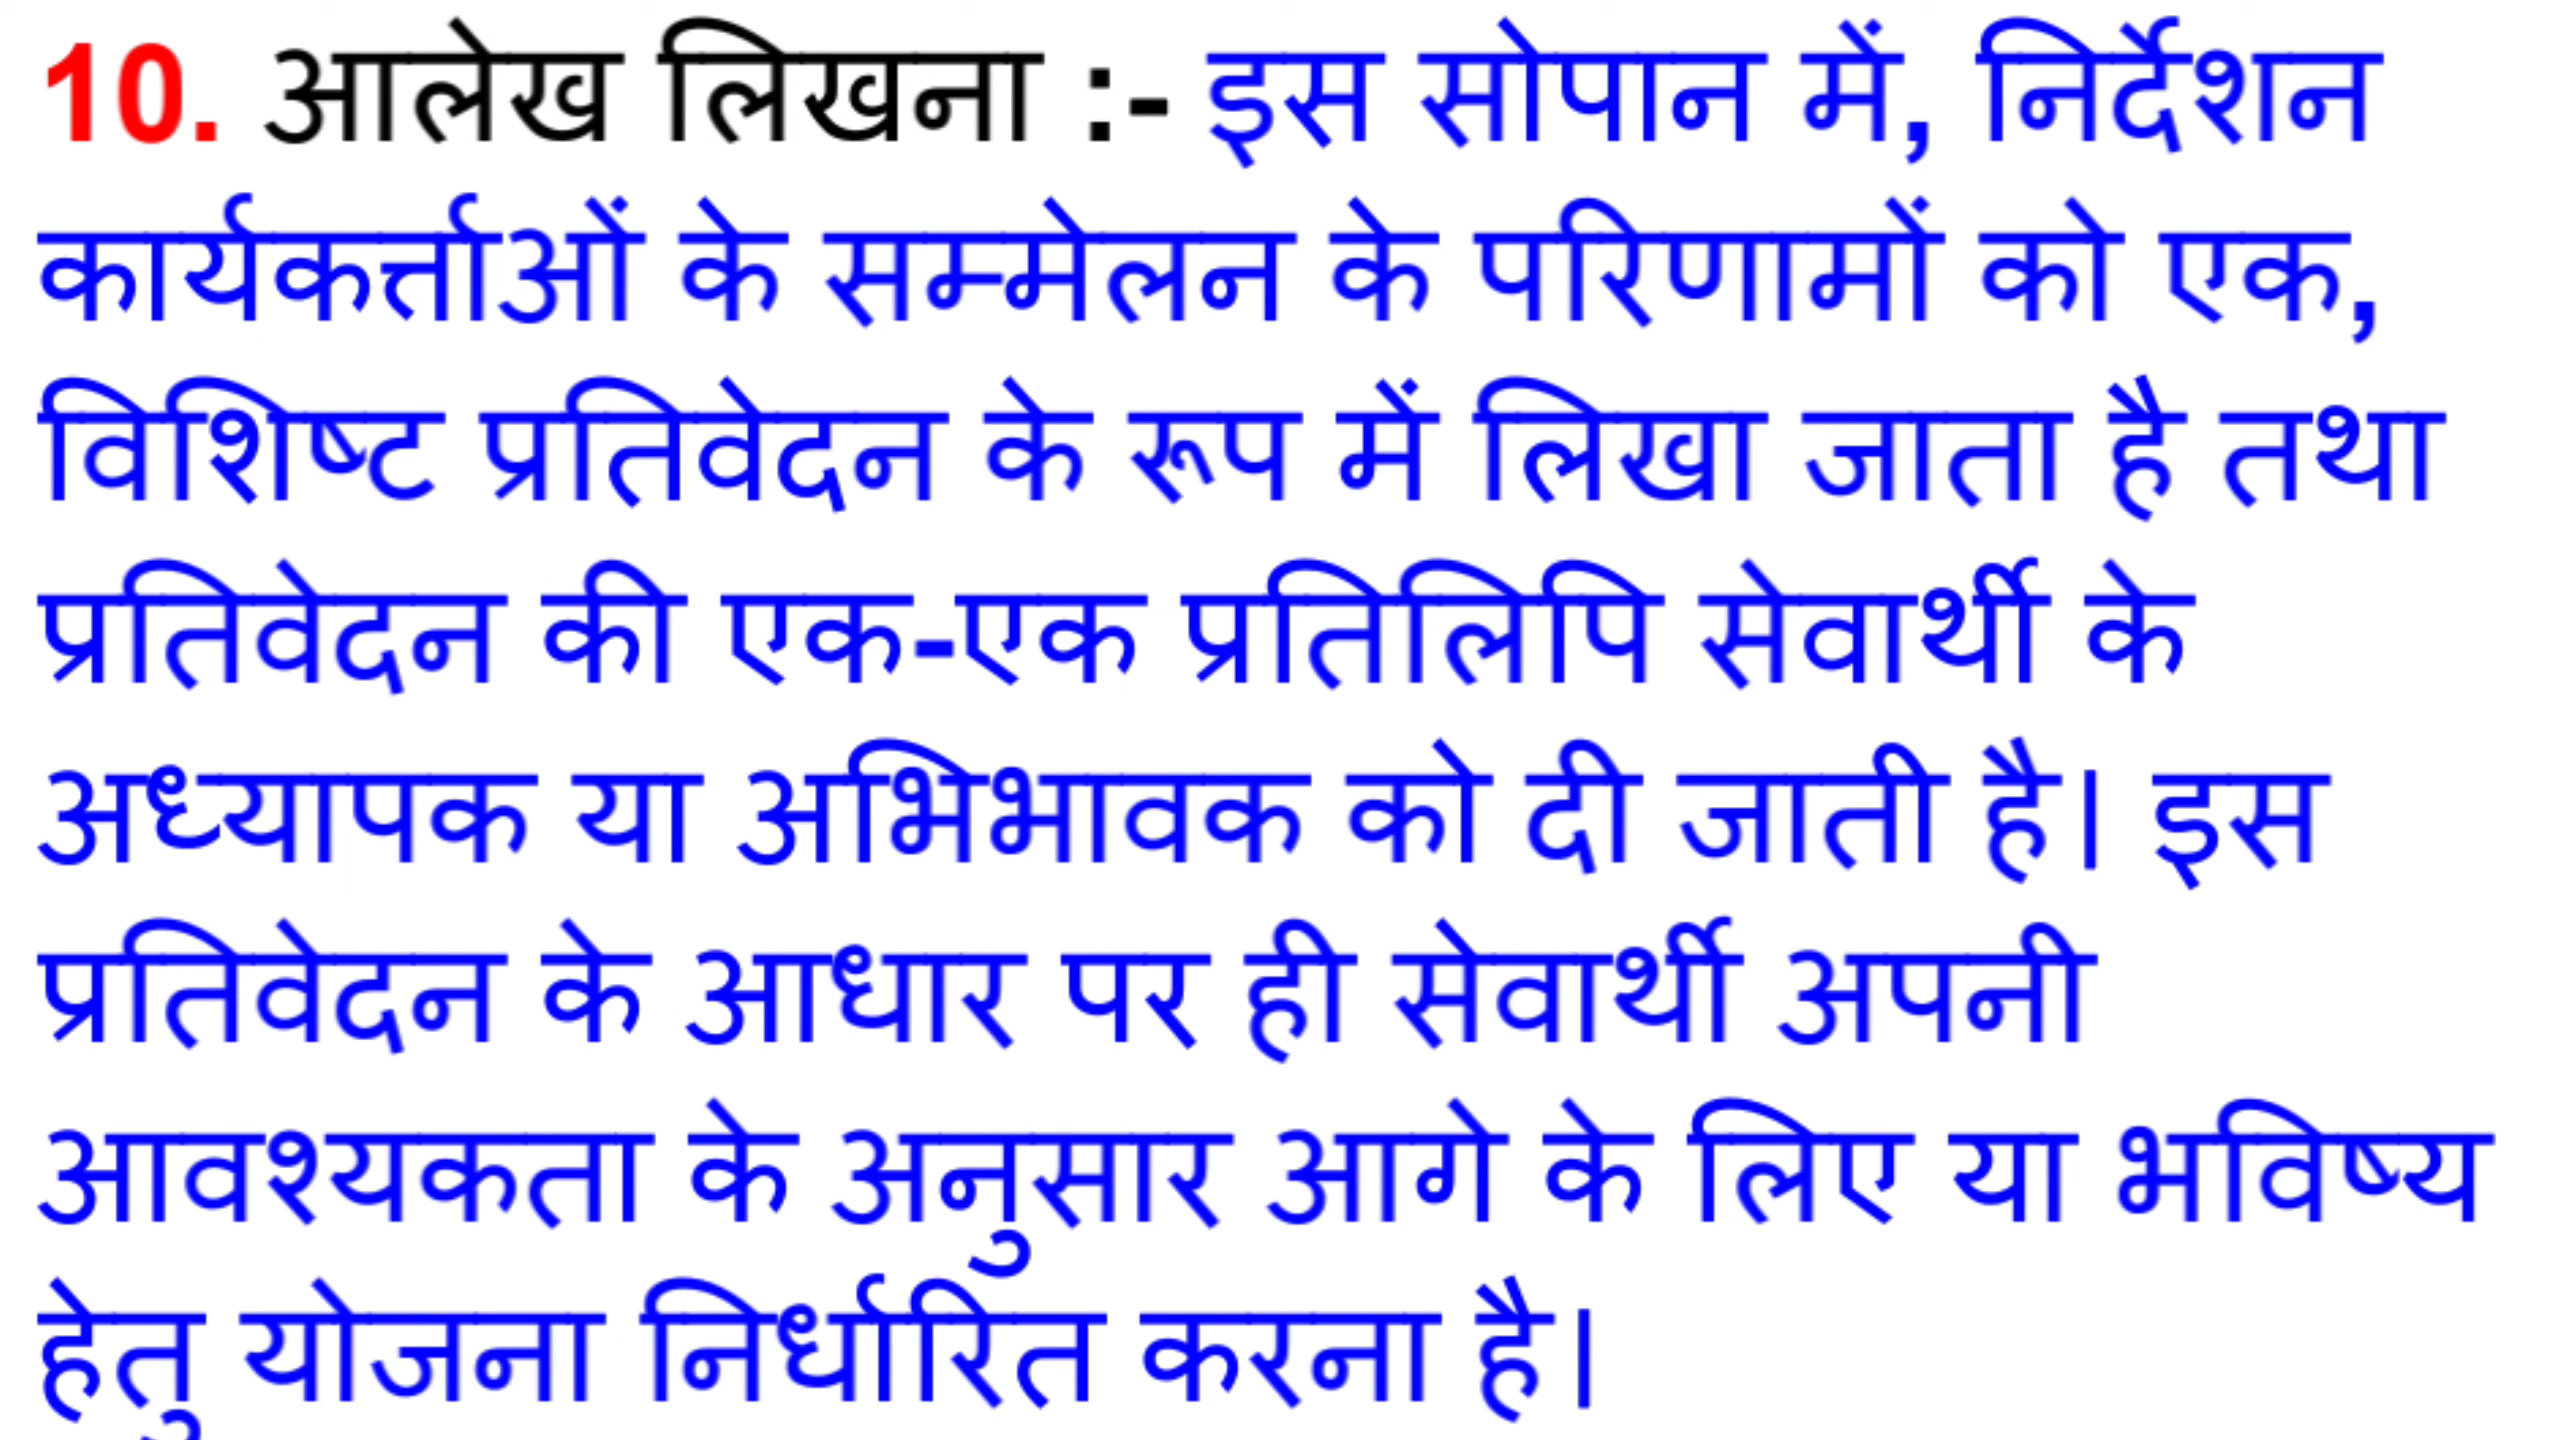 10. आलेख लिखना :- इस सोपान में, निर्देशन
कार्यकर्त्ताओं के सम्मेलन के परिणामों को एक,
विशिष्ट प्रतिवेदन के रूप में लिखा जाता है तथा
प्रतिवेदन की एक-एक प्रतिलिपि सेवार्थी के
अध्यापक या अभिभावक को दी जाती है। इस
प्रतिवेदन के आधार पर ही सेवार्थी अपनी
आवश्यकता के अनुसार आगे के लिए या भविष्य
हेतु योजना निर्धारित करना है।